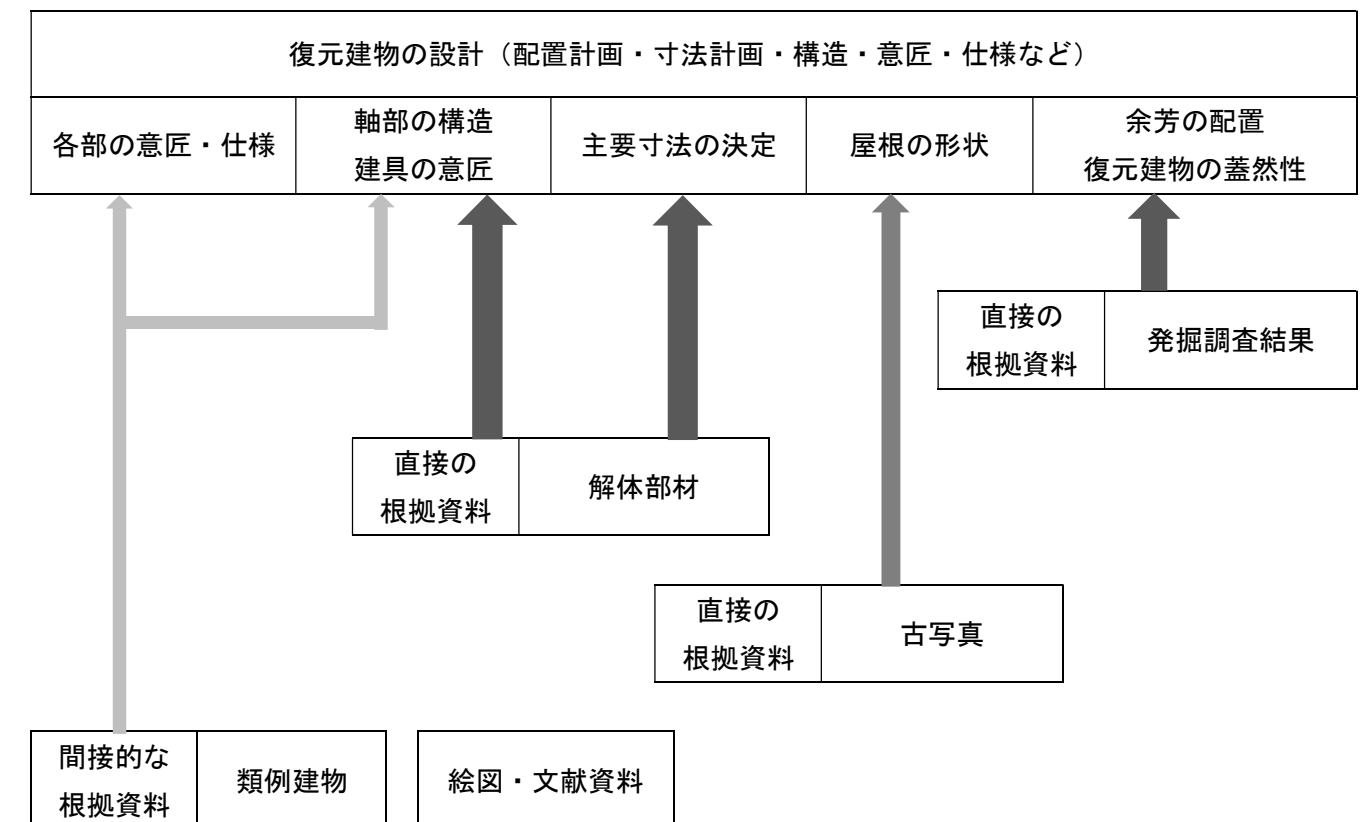 復元建物の設計（配置計画・寸法計画・構造・意匠・仕様など）
各部の意匠・仕様
軸部の構造
建具の意匠
主要寸法の決定
屋根の形状
余芳の配置
復元建物の蓋然性
直接の
根拠資料
発掘調査結果
直接の
根拠資料
解体部材
直接の
根拠資料
古写真
間接的な
根拠資料
類例建物
絵図・文献資料